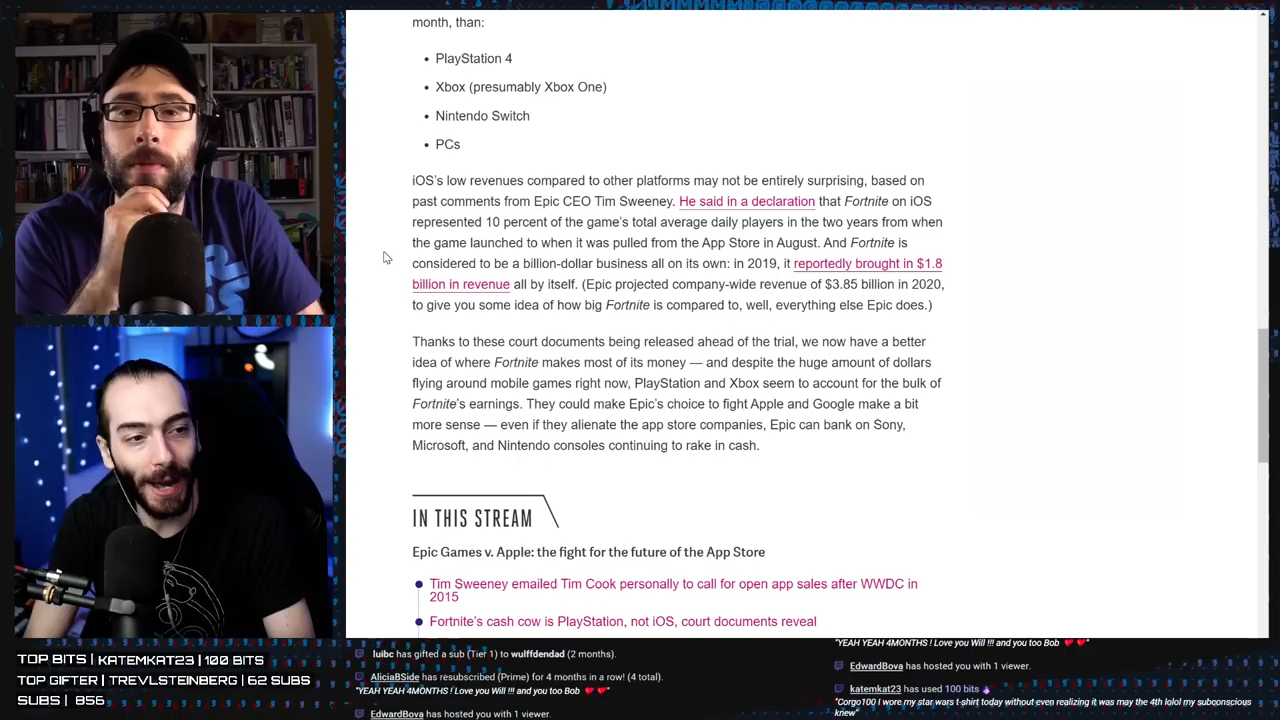 month, than:
• PlayStation 4
• Xbox (presumably Xbox One)
• Nintendo Switch
• PCs
iOS's low revenues compared to other platforms may not be entirely surprising, based on
past comments from Epic CEO Tim Sweeney. He said in a declaration that Fortnite on iOS
represented 10 percent of the game's total average daily players in the two years from when
the game launched to when it was pulled from the App Store in August. And Fortnite is
considered to be a billion-dollar business all on its own: in 2019, it reportedly brought in $1.8
billion in revenue all by itself. (Epic projected company-wide revenue of $3.85 billion in 2020,
to give you some idea of how big Fortnite is compared to, well, everything else Epic does.)
Thanks to these court documents being released ahead of the trial, we now have a better
idea of where Fortnite makes most of its money — and despite the huge amount of dollars
flying around mobile games right now, PlayStation and Xbox seem to account for the bulk of
Fortnite's earnings. They could make Epic's choice to fight Apple and Google make a bit
more sense — even if they alienate the app store companies, Epic can bank on Sony,
Microsoft, and Nintendo consoles continuing to rake in cash.
IN THIS STREAM
Epic Games v. Apple: the fight for the future of the App Store
Tim Sweeney emailed Tim Cook personally to call for open app sales after WWDC in
2015
Fortnite's cash cow is PlayStation, not iOS, court documents reveal
TOP BITS | KATEMKAT23 | 100 BITS
TOP GIFTER | TREVLSTEINBERG | 62 SUBS
SUBS | 856
luibc has gifted a sub (Tier 1) to wulffdendad (2 months).
AliciaBSide has resubscribed (Prime) for 4 months in a row! (4 total).
"YEAH YEAH 4MONTHS ! Love you Will !!! and you too Bob ❤️ ❤️"
EdwardBova has hosted you with 1 viewer.
"YEAH YEAH 4MONTHS ! Love you Will !!! and you too Bob ❤️ ❤️"
EdwardBova has hosted you with 1 viewer.
katemkat23 has used 100 bits
"Corgo100 I wore my star wars t-shirt today without even realizing it was may the 4th lolol my subconscious
knew"